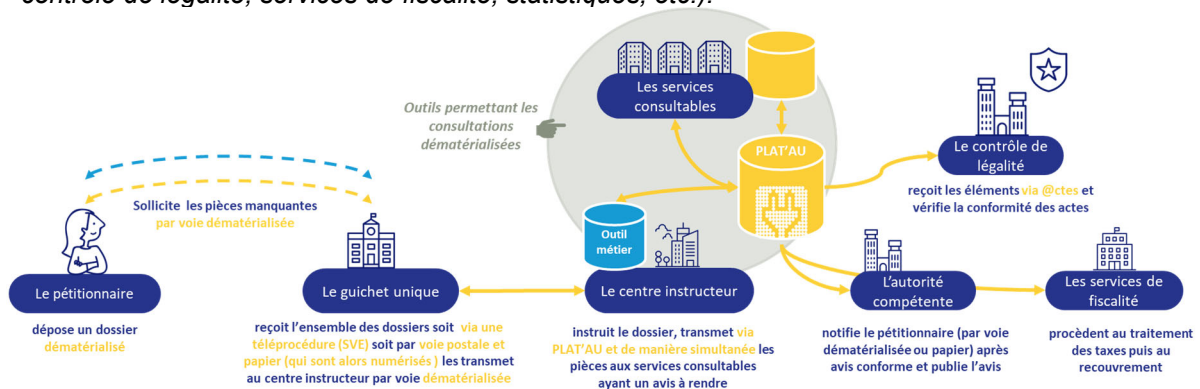 contrôle de légalité, services de fiscalité, statistiques, etc.).
Les services
consultables
Outils permettant les
consultations
dématérialisées
PLAT'AU
Le contrôle de
légalité
reçoit les éléments via @ctes et
vérifie la conformité des actes
Sollicite les pièces manquantes
par voie dématérialisée
Outil
métier
Le pétitionnaire
dépose un dossier
dématérialisé
Le guichet unique
reçoit l'ensemble des dossiers soit via une
téléprocédure (SVE) soit par voie postale et
papier (qui sont alors numérisés ) les transmet
au centre instructeur par voie dématérialisée
Le centre instructeur
instruit le dossier, transmet via
PLAT'AU et de manière simultanée les
pièces aux services consultables
ayant un avis à rendre
L'autorité
compétente
notifie le pétitionnaire (par voie
dématérialisée ou papier) après
avis conforme et publie l'avis
Les services de
fiscalité
procèdent au traitement
des taxes puis au
recouvrement